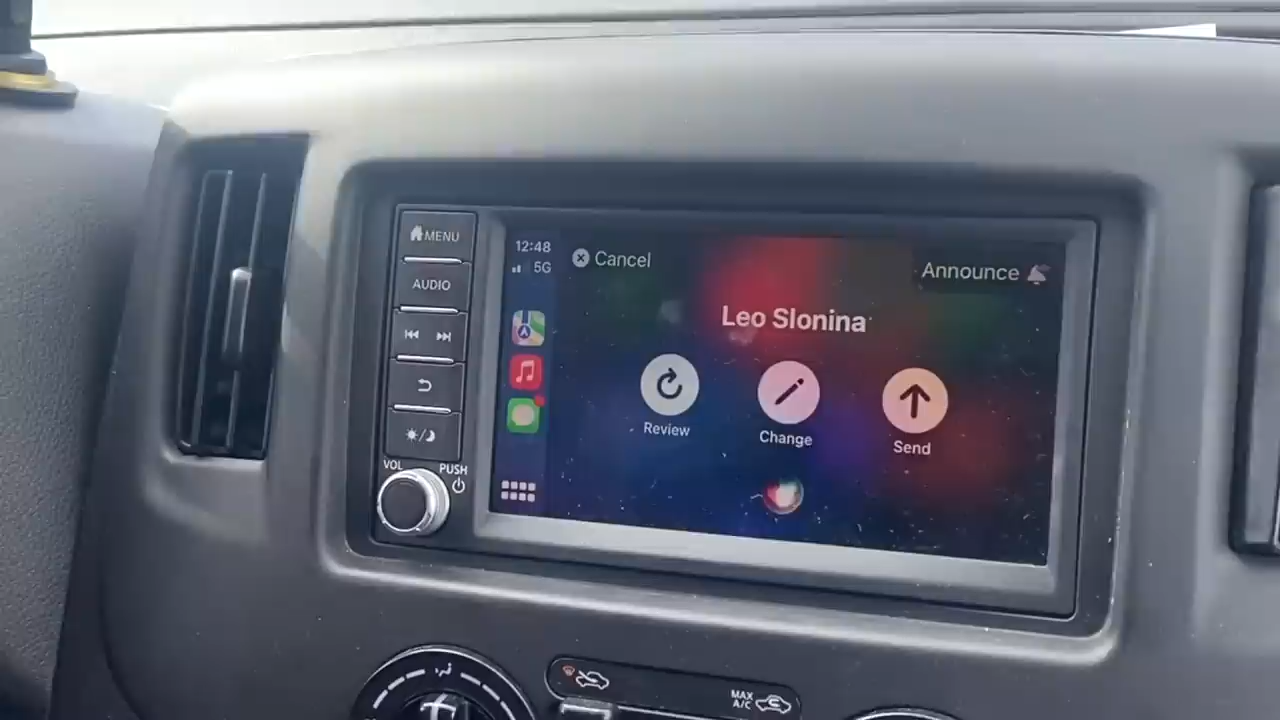 MENU
AUDIO
VOL
PUSH
12:48
5G
Cancel
Announce
Leo Slonina
Review
Change
Send
MAX
A/C